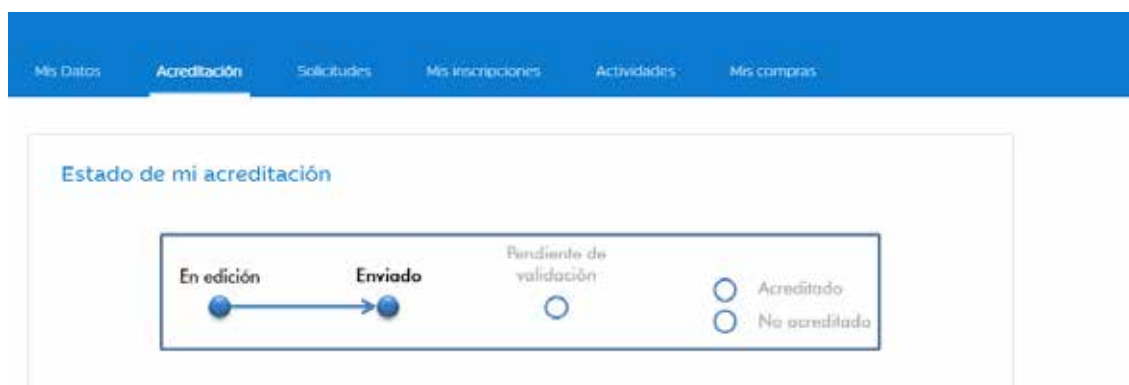 Mis Datos Acreditación Solicitudes Mis inscripciones Actividades Mis compras
Estado de mi acreditación
En edición
Enviado
Pendiente de
validación
Acreditado
No acreditado